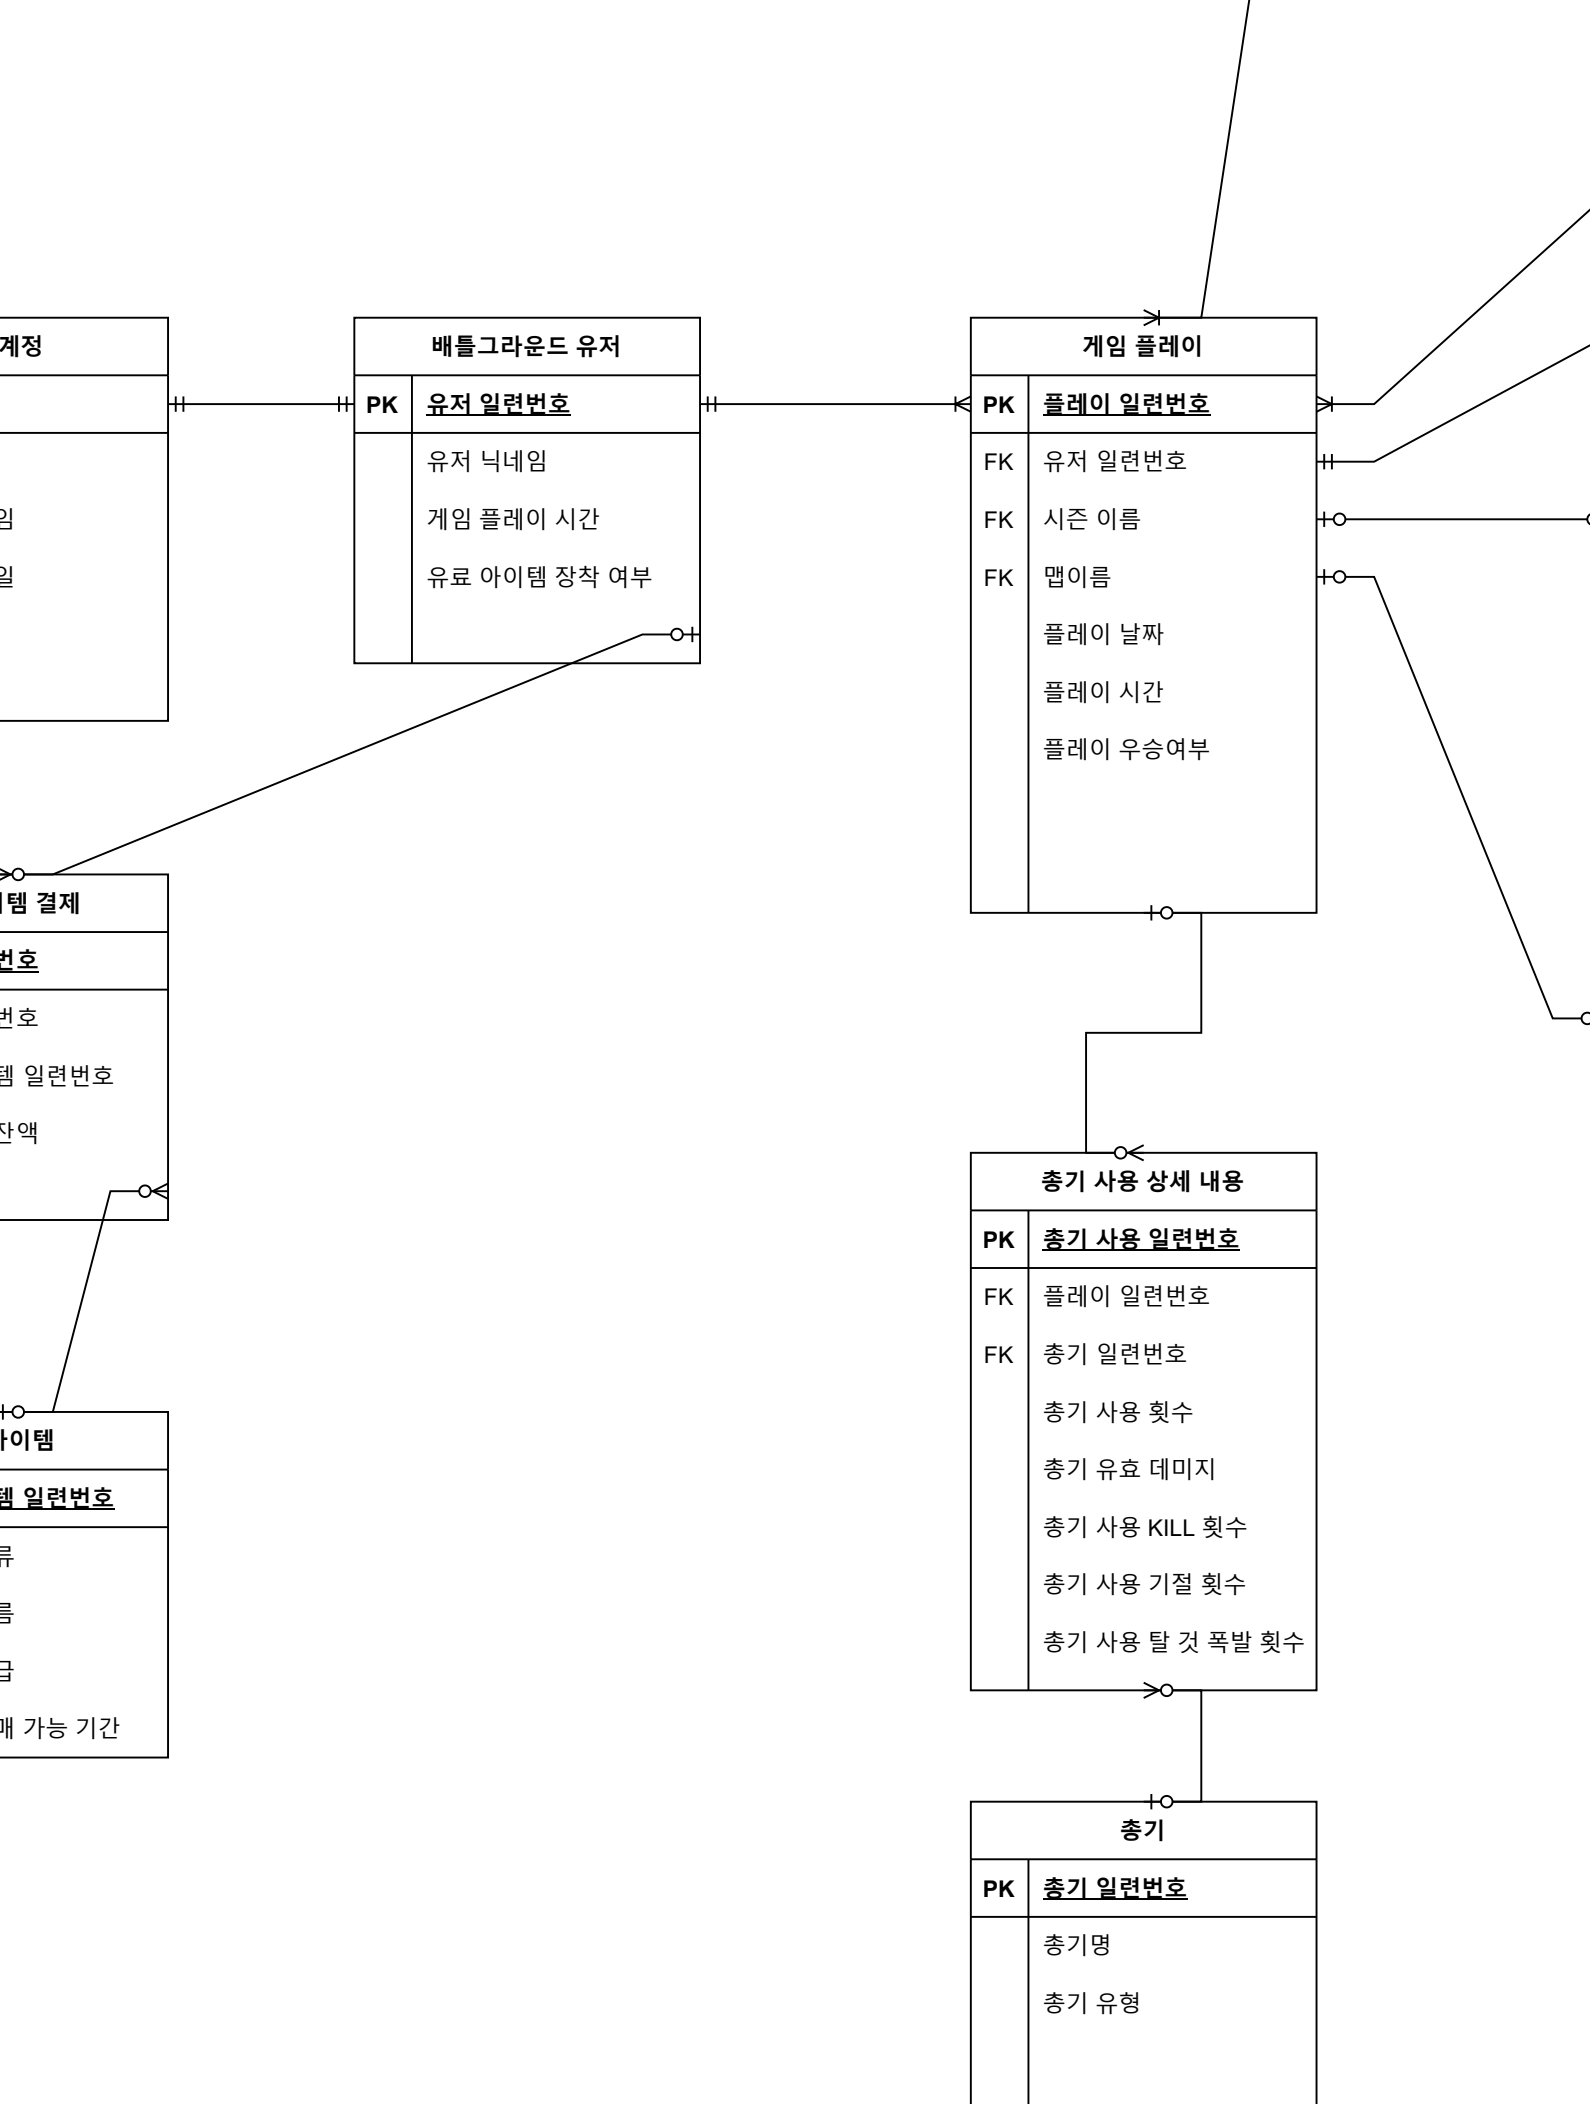 계정
임
일
배틀그라운드 유저
PK 유저 일련번호
유저 닉네임
게임 플레이 시간
유료 아이템 장착 여부
게임 플레이
PK 플레이 일련번호
FK 유저 일련번호
FK 시즌 이름
FK 맵이름
플레이 날짜
플레이 시간
플레이 우승여부
템 결제
번호
번호
템 일련번호
잔액
아이템
템 일련번호
류
름
급
매 가능 기간
총기 사용 상세 내용
PK 총기 사용 일련번호
FK 플레이 일련번호
FK 총기 일련번호
총기 사용 횟수
총기 유효 데미지
총기 사용 KILL 횟수
총기 사용 기절 횟수
총기 사용 탈 것 폭발 횟수
총기
PK 총기 일련번호
총기명
총기 유형